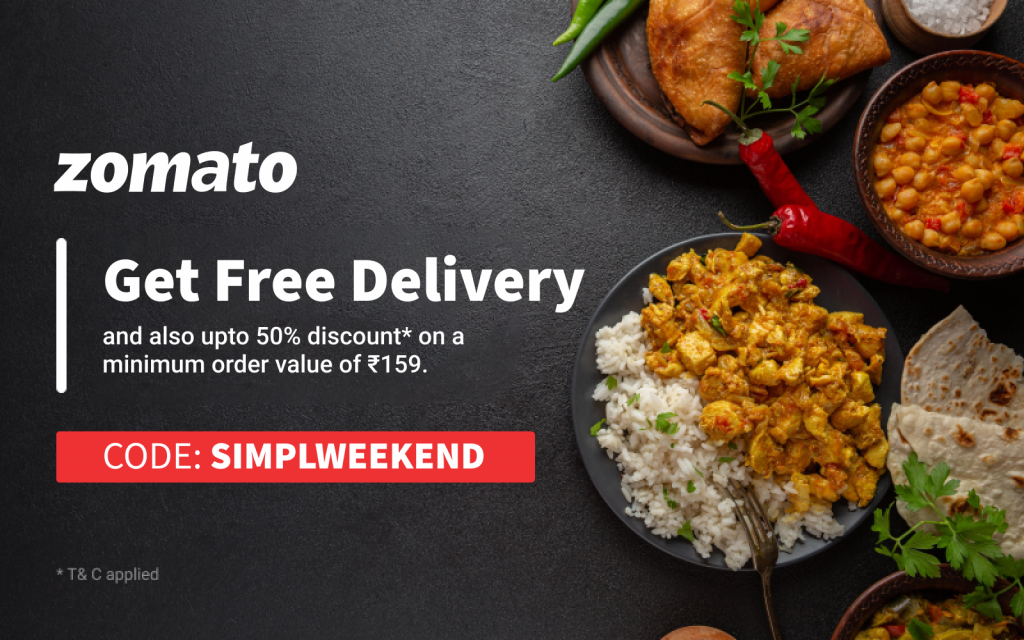 zomato
Get Free Delivery
and also upto 50% discount* on a
minimum order value of ₹159.
CODE: SIMPLWEEKEND
* T& C applied